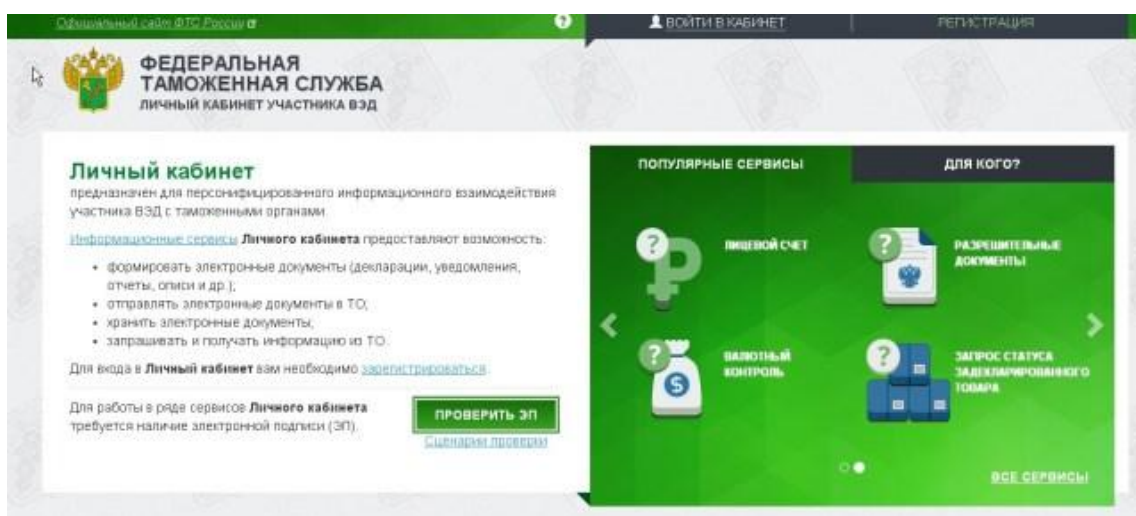 Официальный сайт ФТС России
ВОЙТИ В КАБИНЕТ
РЕГИСТРАЦИЯ
ФЕДЕРАЛЬНАЯ
ТАМОЖЕННАЯ СЛУЖБА
ЛИЧНЫЙ КАБИНЕТ УЧАСТНИКА ВЭД
Личный кабинет
предназначен для персонифицированного информационного взаимодействия
участника ВЭД с таможенными органами
Информационные сервисы Личного кабинета предоставляют возможность:
• формировать электронные документы (декларации, уведомления,
отчеты, описи и др.);
• отправлять электронные документы в ТО;
• хранить электронные документы;
• запрашивать и получать информацию из ТО.
Для входа в Личный кабинет вам необходимо зарегистрироваться.
Для работы в ряде сервисов Личного кабинета
требуется наличие электронной подписи (ЭП).
ПРОВЕРИТЬ ЭП
Сценарии проверки
ПОПУЛЯРНЫЕ СЕРВИСЫ
ДЛЯ КОГО?
ЛИЦЕВОЙ СЧЕТ
РАЗРЕШИТЕЛЬНЫЕ
ДОКУМЕНТЫ
ВАЛЮТНЫЙ
КОНТРОЛЬ
ЗАПРОС СТАТУСА
ЗАДЕКЛАРИРОВАННОГО
ТОВАРА
ВСЕ СЕРВИСЫ